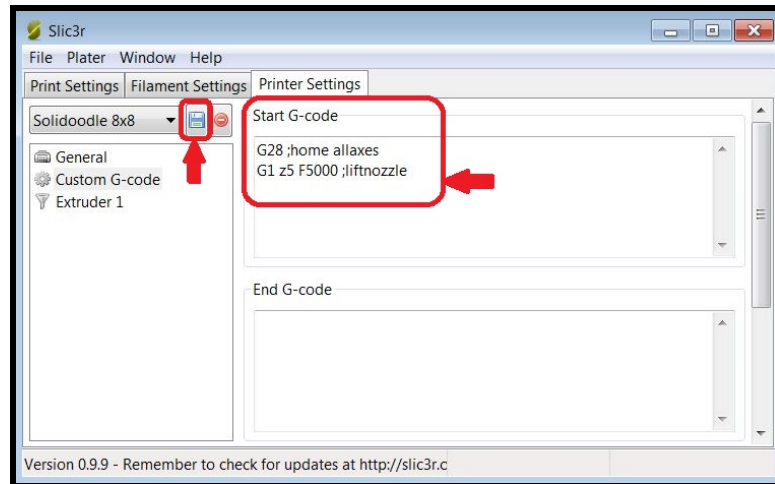 Slic3r
File Plater Window Help
Print Settings Filament Settings Printer Settings
Solidoodle 8x8
General
Custom G-code
Extruder 1
Start G-code
G28 ;home allaxes
G1 z5 F5000 ;liftnozzle
End G-code
Version 0.9.9 - Remember to check for updates at http://slic3r.c